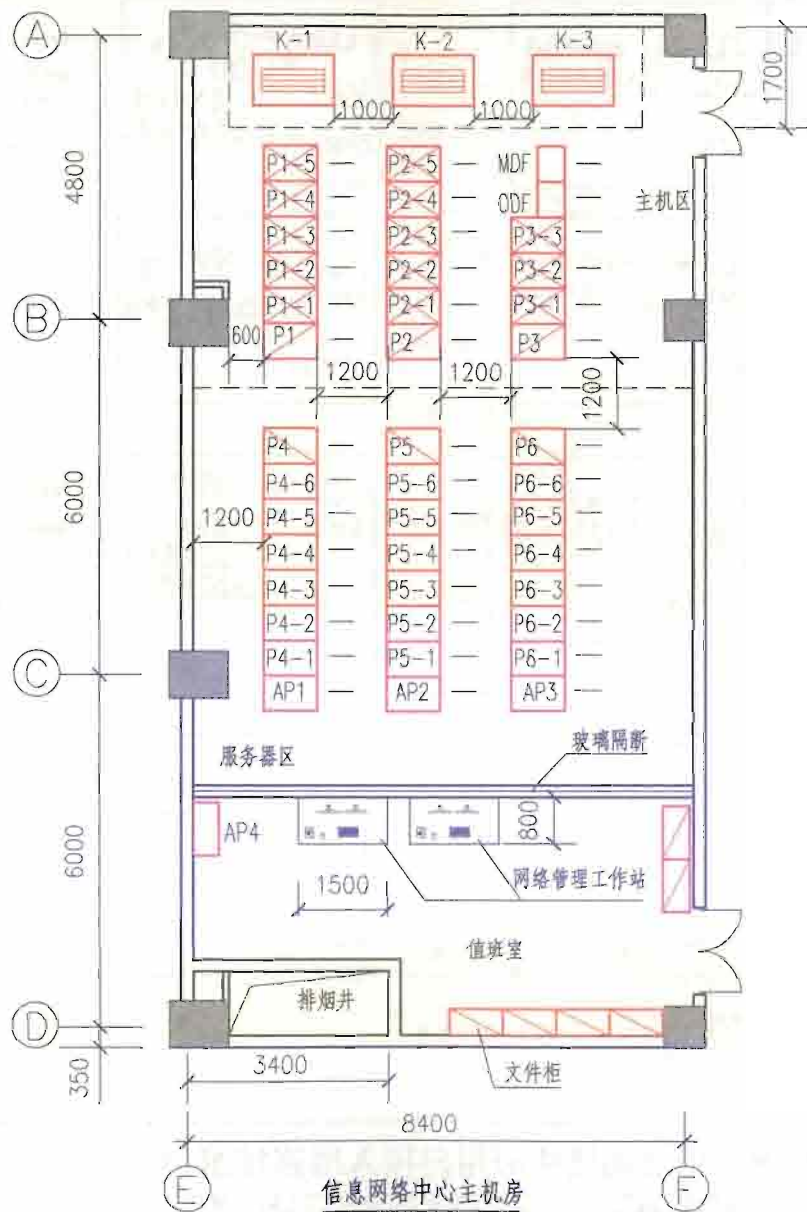 A
K-1 K-2 K-3
1000 1000
1700
4800
P1-5 P2-5 MDF
P1-4 P2-4 ODF 主机区
P1-3 P2-3 P3-3
P1-2 P2-2 P3-2
P1-1 P2-1 P3-1
B
600 P1 P2 P3
1200 1200 1200
P4 P5 P6
P4-6 P5-6 P6-6
6000 1200 P4-5 P5-5 P6-5
P4-4 P5-4 P6-4
P4-3 P5-3 P6-3
P4-2 P5-2 P6-2
C
P4-1 P5-1 P6-1
AP1 AP2 AP3
服务器区 玻璃隔断
6000 AP4 800
1500 网络管理工作站
值班室
排烟井
D
350 3400 文件柜
8400
E F
信息网络中心主机房